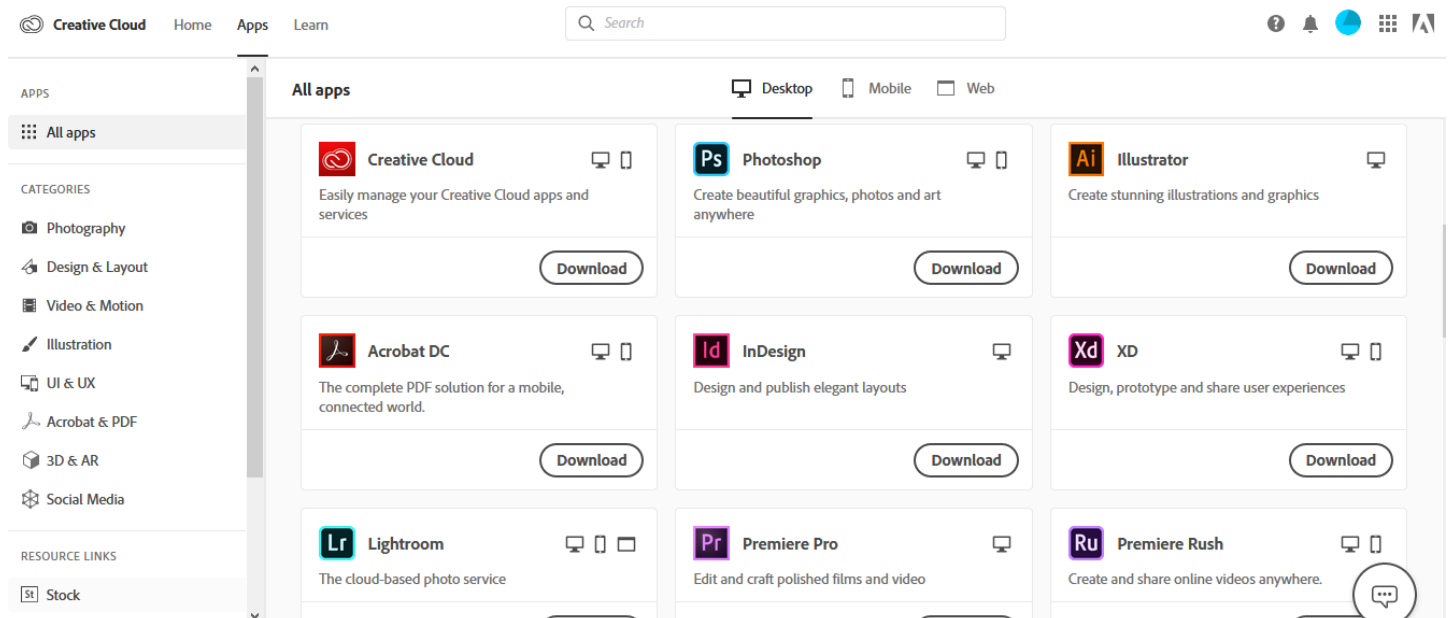 Creative Cloud Home Apps Learn Search
APPS
All apps
CATEGORIES
Photography
Design & Layout
Video & Motion
Illustration
UI & UX
Acrobat & PDF
3D & AR
Social Media
RESOURCE LINKS
St Stock
All apps Desktop Mobile Web
Creative Cloud
Easily manage your Creative Cloud apps and
services
Download
Ps Photoshop
Create beautiful graphics, photos and art
anywhere
Download
Ai Illustrator
Create stunning illustrations and graphics
Download
Acrobat DC
The complete PDF solution for a mobile,
connected world.
Download
Id InDesign
Design and publish elegant layouts
Download
Xd XD
Design, prototype and share user experiences
Download
Lr Lightroom
The cloud-based photo service
Pr Premiere Pro
Edit and craft polished films and video
Ru Premiere Rush
Create and share online videos anywhere.